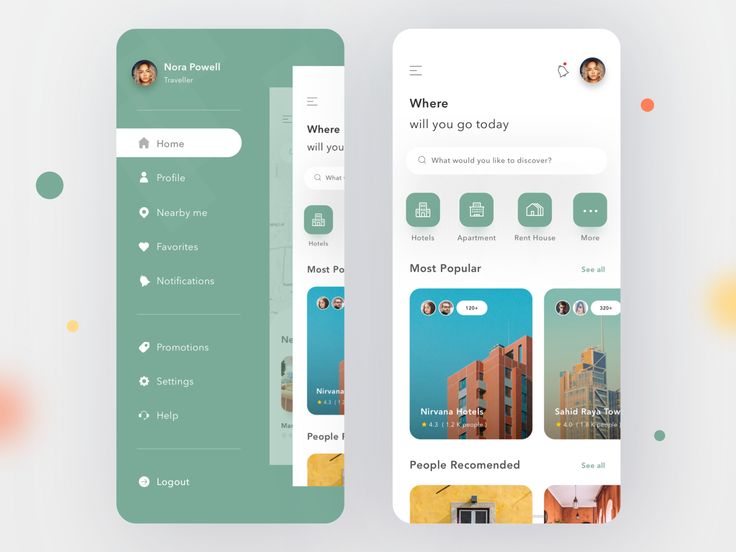 Nora Powell
Traveller
Home
Profile
Nearby me
Favorites
Notifications
Promotions
Settings
Help
Logout
Where
will you
What
Hotels
Most Po
Nirvana
4.3 (1.2
People R
Ne
Ma
Where
will you go today
What would you like to discover?
Hotels
Apartment
Rent House
More
Most Popular
See all
120+
320+
Nirvana Hotels
4.3 ( 1.2 K people )
Sahid Raya Tow
4.0 ( 1.8 K pe
People Recomended
See all